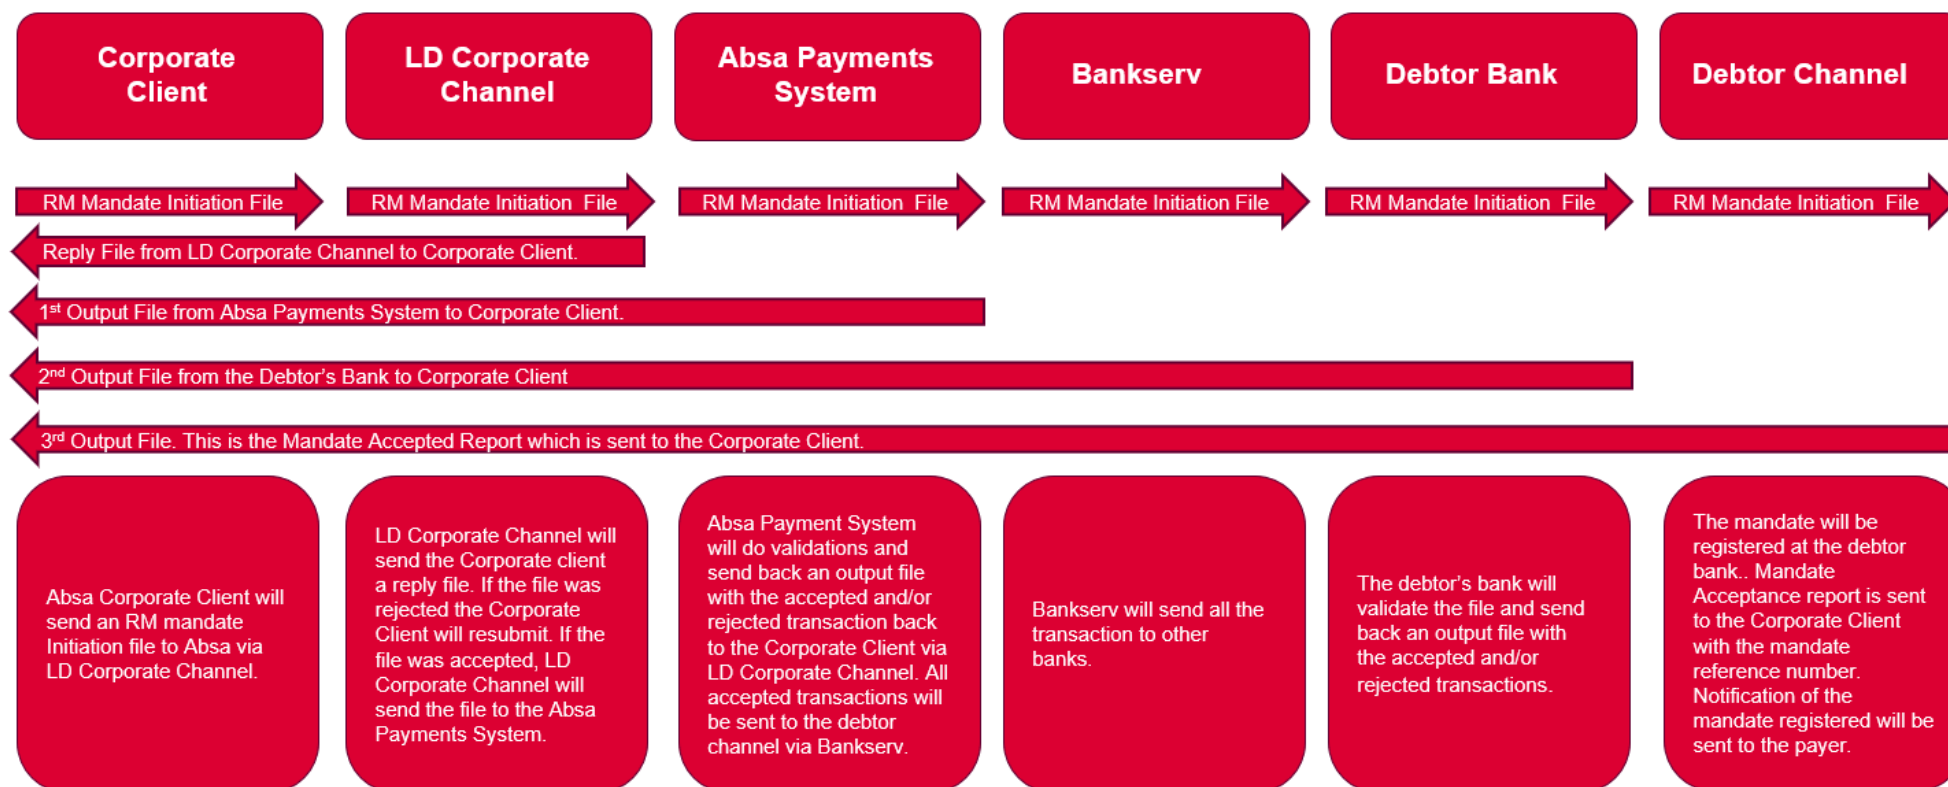 Corporate
Client
LD Corporate
Channel
Absa Payments
System
Bankserv
Debtor Bank
Debtor Channel
RM Mandate Initiation File
RM Mandate Initiation File
RM Mandate Initiation File
RM Mandate Initiation File
RM Mandate Initiation File
RM Mandate Initiation File
Reply File from LD Corporate Channel to Corporate Client.
1st Output File from Absa Payments System to Corporate Client.
2nd Output File from the Debtor's Bank to Corporate Client
3rd Output File. This is the Mandate Accepted Report which is sent to the Corporate Client.
Absa Corporate Client will
send an RM mandate
Initiation file to Absa via
LD Corporate Channel.
LD Corporate Channel will
send the Corporate client
a reply file. If the file was
rejected the Corporate
Client will resubmit. If the
file was accepted, LD
Corporate Channel will
send the file to the Absa
Payments System.
Absa Payment System
will do validations and
send back an output file
with the accepted and/or
rejected transaction back
to the Corporate Client via
LD Corporate Channel. All
accepted transactions will
be sent to the debtor
channel via Bankserv.
Bankserv will send all the
transaction to other
banks.
The debtor's bank will
validate the file and send
back an output file with
the accepted and/or
rejected transactions.
The mandate will be
registered at the debtor
bank.. Mandate
Acceptance report is sent
to the Corporate Client
with the mandate
reference number.
Notification of the
mandate registered will be
sent to the payer.